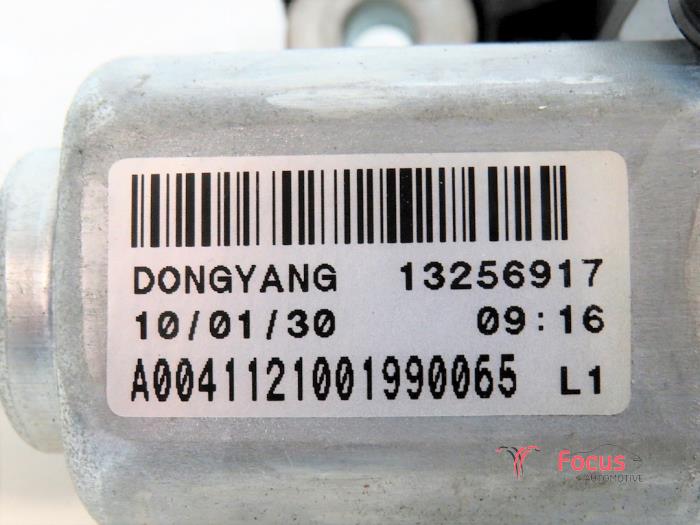 DONGYANG 13256917
10/01/30 09:16
A0041121001990065 L1
Focus
AUTOMOTIVE